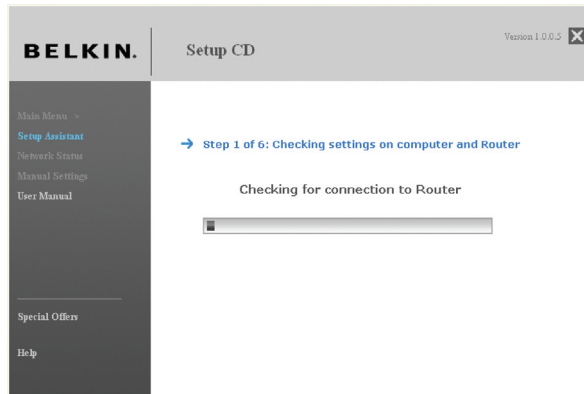 BELKIN.
Setup CD
Version 1.0.0.5
Main Menu >
Setup Assistant
Network Status
Manual Settings
User Manual
Special Offers
Help
Step 1 of 6: Checking settings on computer and Router
Checking for connection to Router